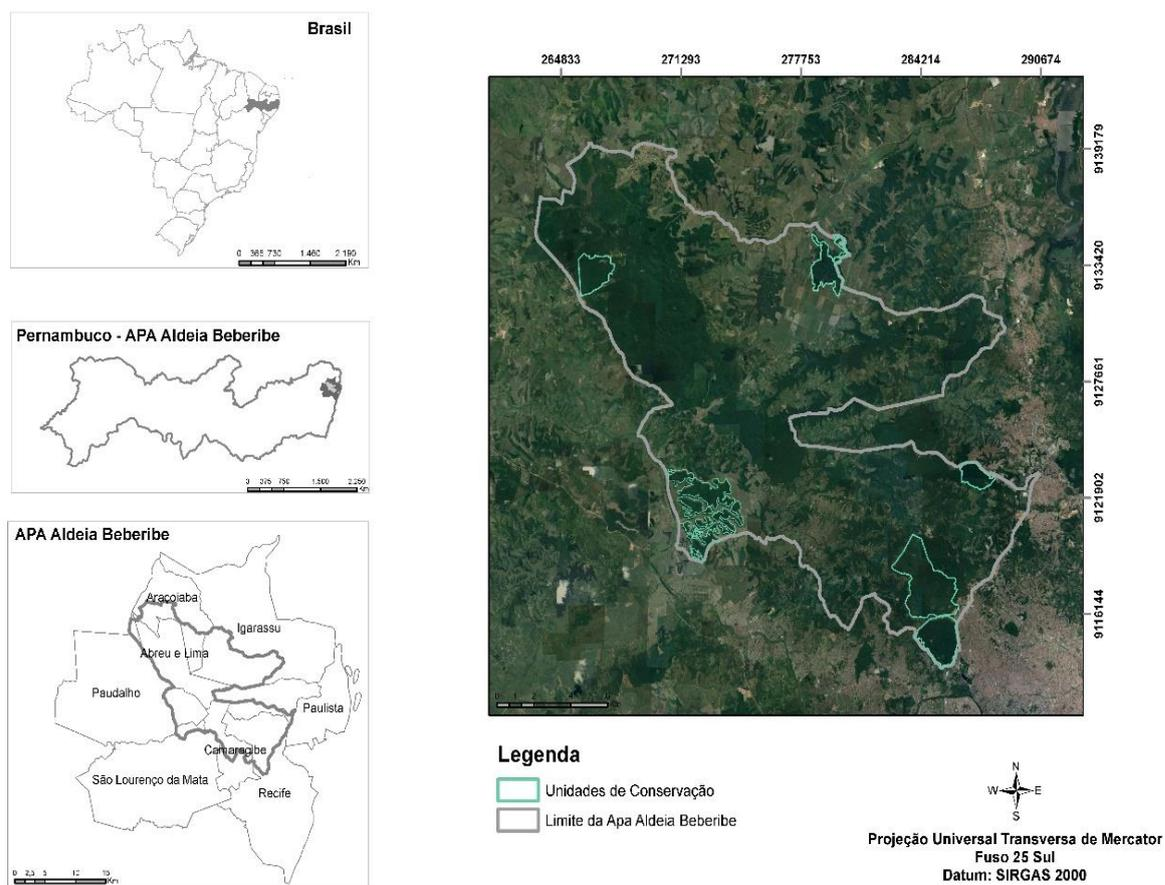 Brasil
0 365 730 1.460 2.190
Km
Pernambuco - APA Aldeia Beberibe
0 375 750 1.500 2.250
Km
APA Aldeia Beberibe
Araçoiaba
Igarassu
Abreu e Lima
Paudalho
Paulista
Camaragibe
São Lourenço da Mata
Recife
0 2,5 5 10 15
Km
264833 271293 277753 284214 290674
9139179
9133420
9127661
9121902
9116144
0 1 2
Legenda
Unidades de Conservação
Limite da Apa Aldeia Beberibe
N
W E
S
Projeção Universal Transversa de Mercator
Fuso 25 Sul
Datum: SIRGAS 2000